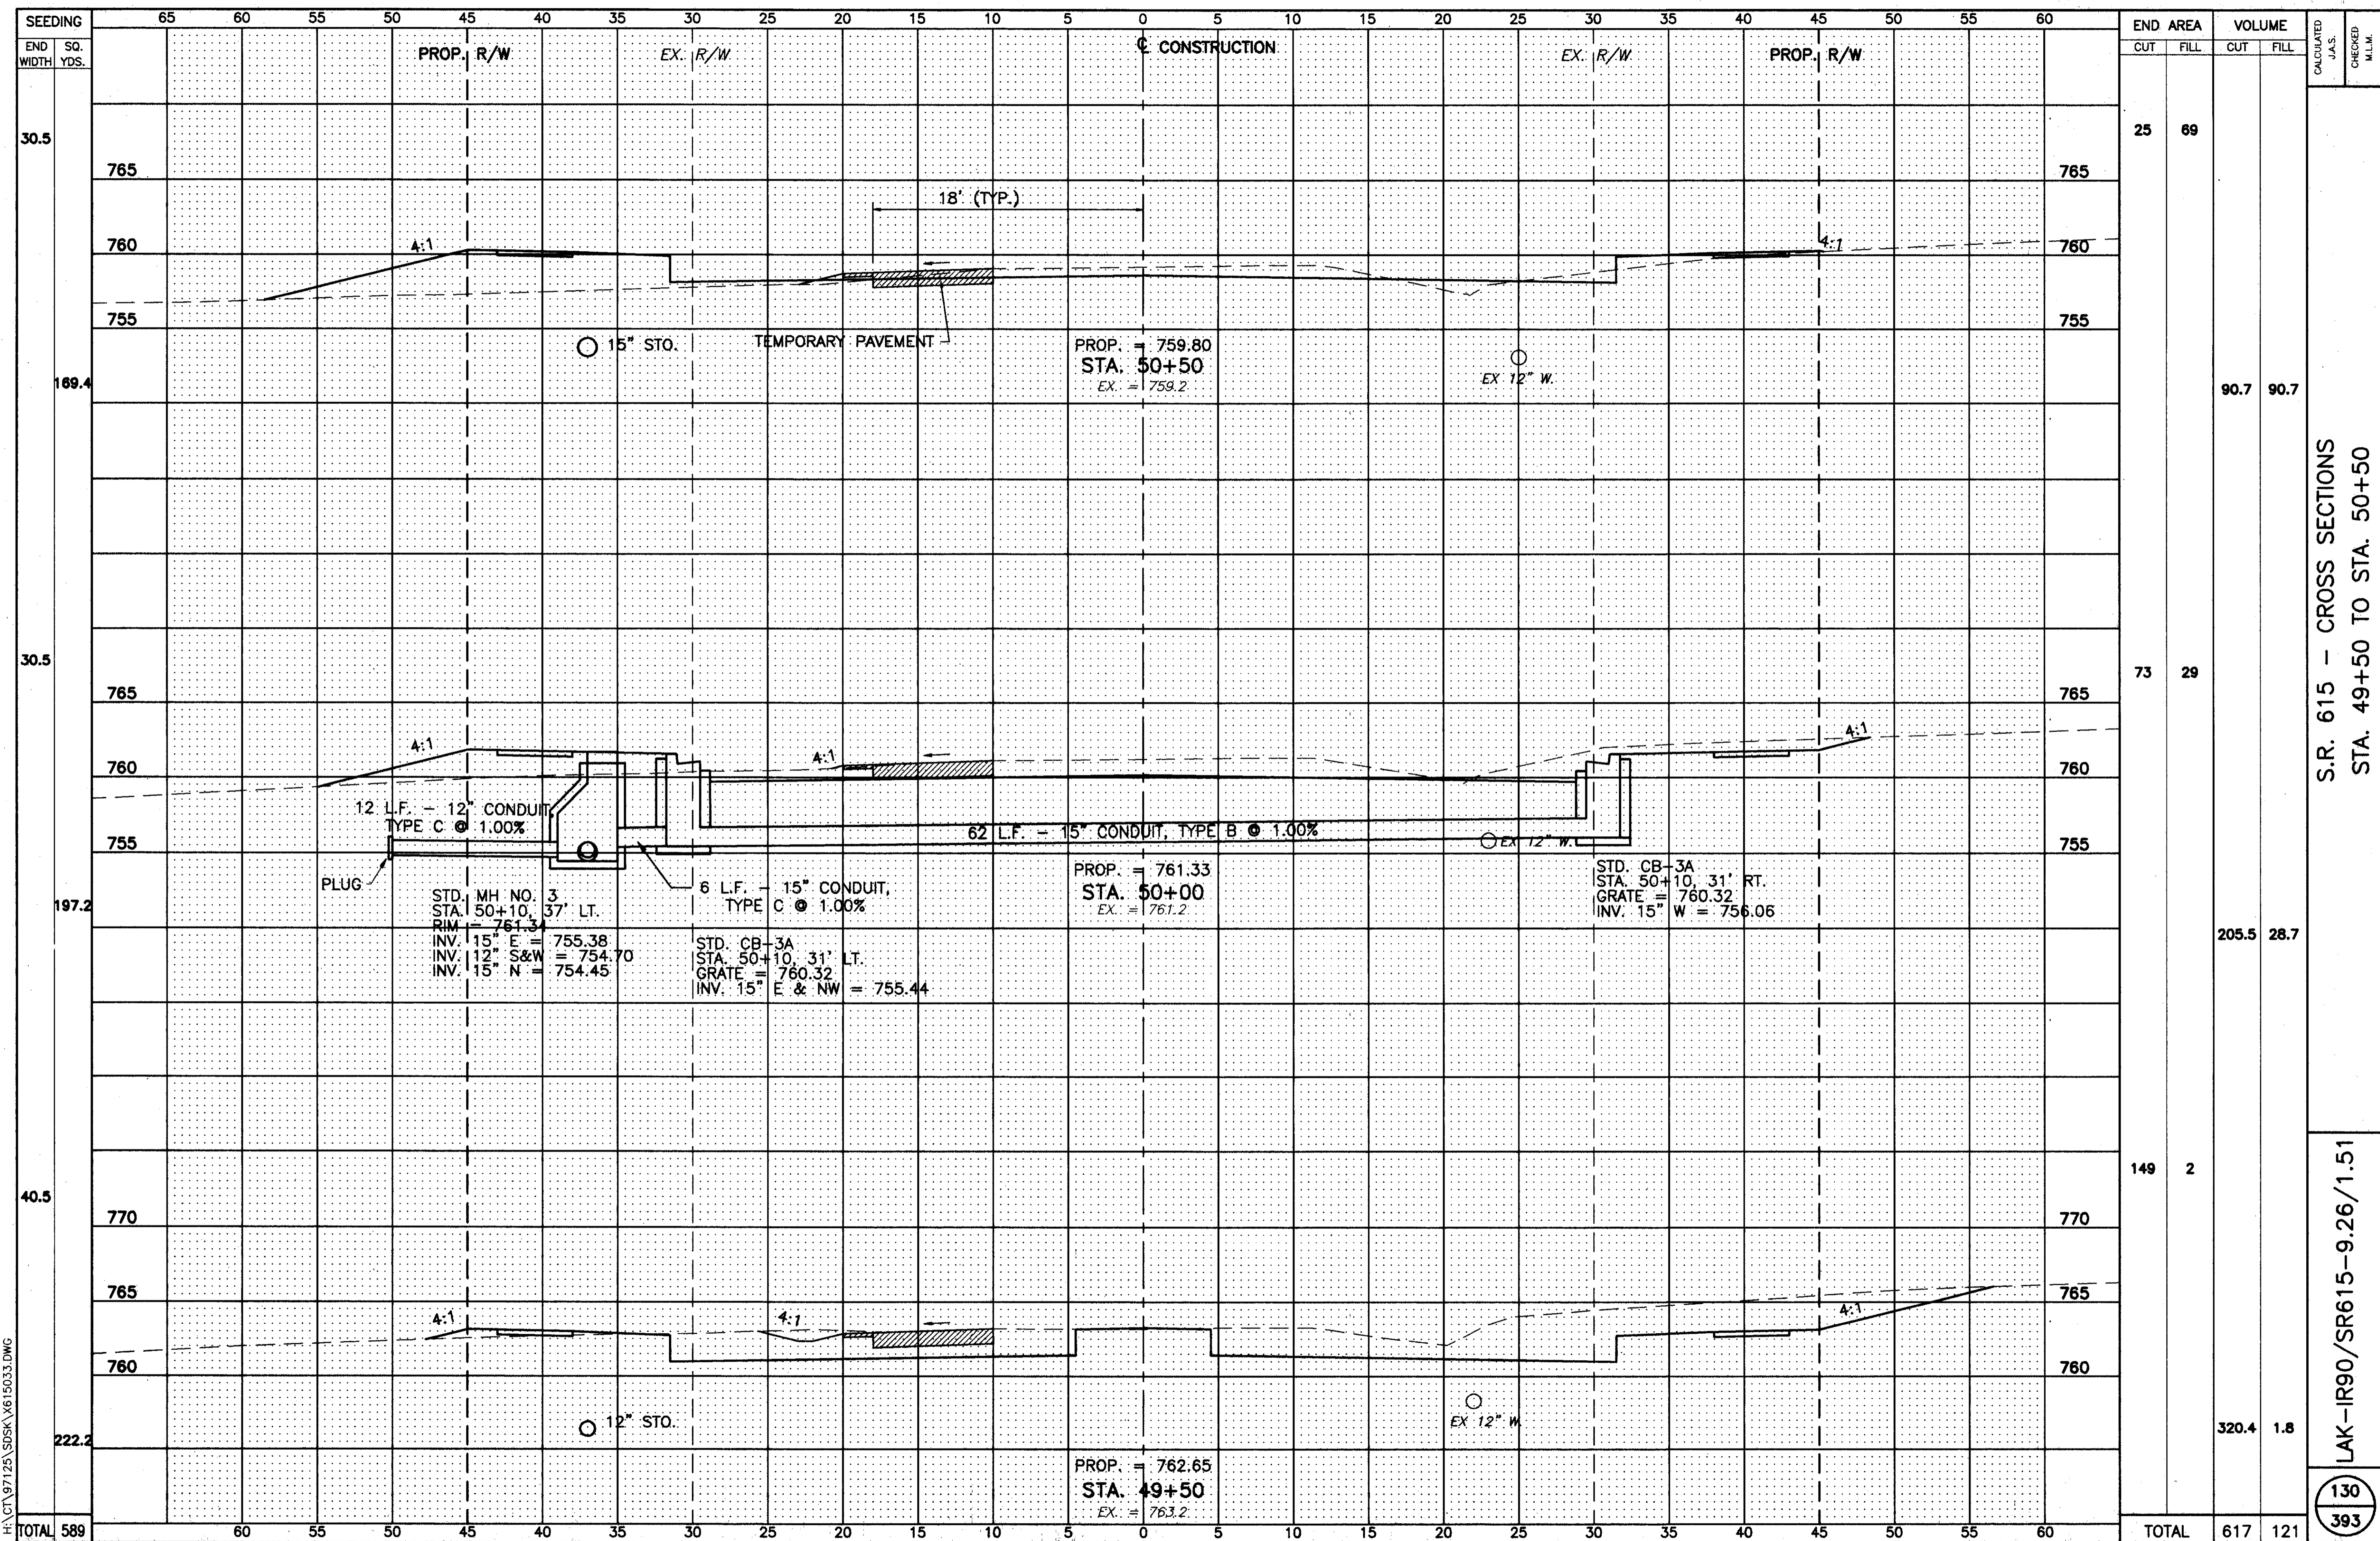 SEEDING
END WIDTH
SQ. YDS.
65 60 55 50 45 40 35 30 25 20 15 10 5 0 5 10 15 20 25 30 35 40 45 50 55 60
END AREA
VOLUME
CUT FILL CUT FILL
CALCULATED
J.A.S.
CHECKED
M.L.M.
PROP. R/W
EX. R/W
℄ CONSTRUCTION
EX. R/W
PROP. R/W
30.5
25 69
765
765
18' (TYP.)
760
4:1
4:1
760
755
755
15" STO.
TEMPORARY PAVEMENT
PROP. = 759.80
STA. 50+50
EX. = 759.2
EX 12" W.
169.4
90.7 90.7
30.5
73 29
765
765
4:1
4:1
4:1
760
760
12 L.F. - 12" CONDUIT,
TYPE C @ 1.00%
62 L.F. - 15" CONDUIT, TYPE B @ 1.00%
EX 12" W.
755
755
PLUG
6 L.F. - 15" CONDUIT,
TYPE C @ 1.00%
PROP. = 761.33
STA. 50+00
EX. = 761.2
STD. CB-3A
STA. 50+10, 31' RT.
GRATE = 760.32
INV. 15" W = 756.06
STD. MH NO. 3
STA. 50+10, 37' LT.
RIM = 761.34
INV. 15" E = 755.38
INV. 12" S&W = 754.70
INV. 15" N = 754.45
STD. CB-3A
STA. 50+10, 31' LT.
GRATE = 760.32
INV. 15" E & NW = 755.44
197.2
205.5 28.7
40.5
149 2
770
770
765
765
4:1
4:1
4:1
760
760
12" STO.
EX 12" W.
222.2
320.4 1.8
PROP. = 762.65
STA. 49+50
EX. = 763.2
TOTAL 589
60 55 50 45 40 35 30 25 20 15 10 5 0 5 10 15 20 25 30 35 40 45 50 55 60
TOTAL 617 121
S.R. 615 - CROSS SECTIONS
STA. 49+50 TO STA. 50+50
LAK-IR90/SR615-9.26/1.51
130
393
H:\CT\97125\SDSK\X615033.DWG